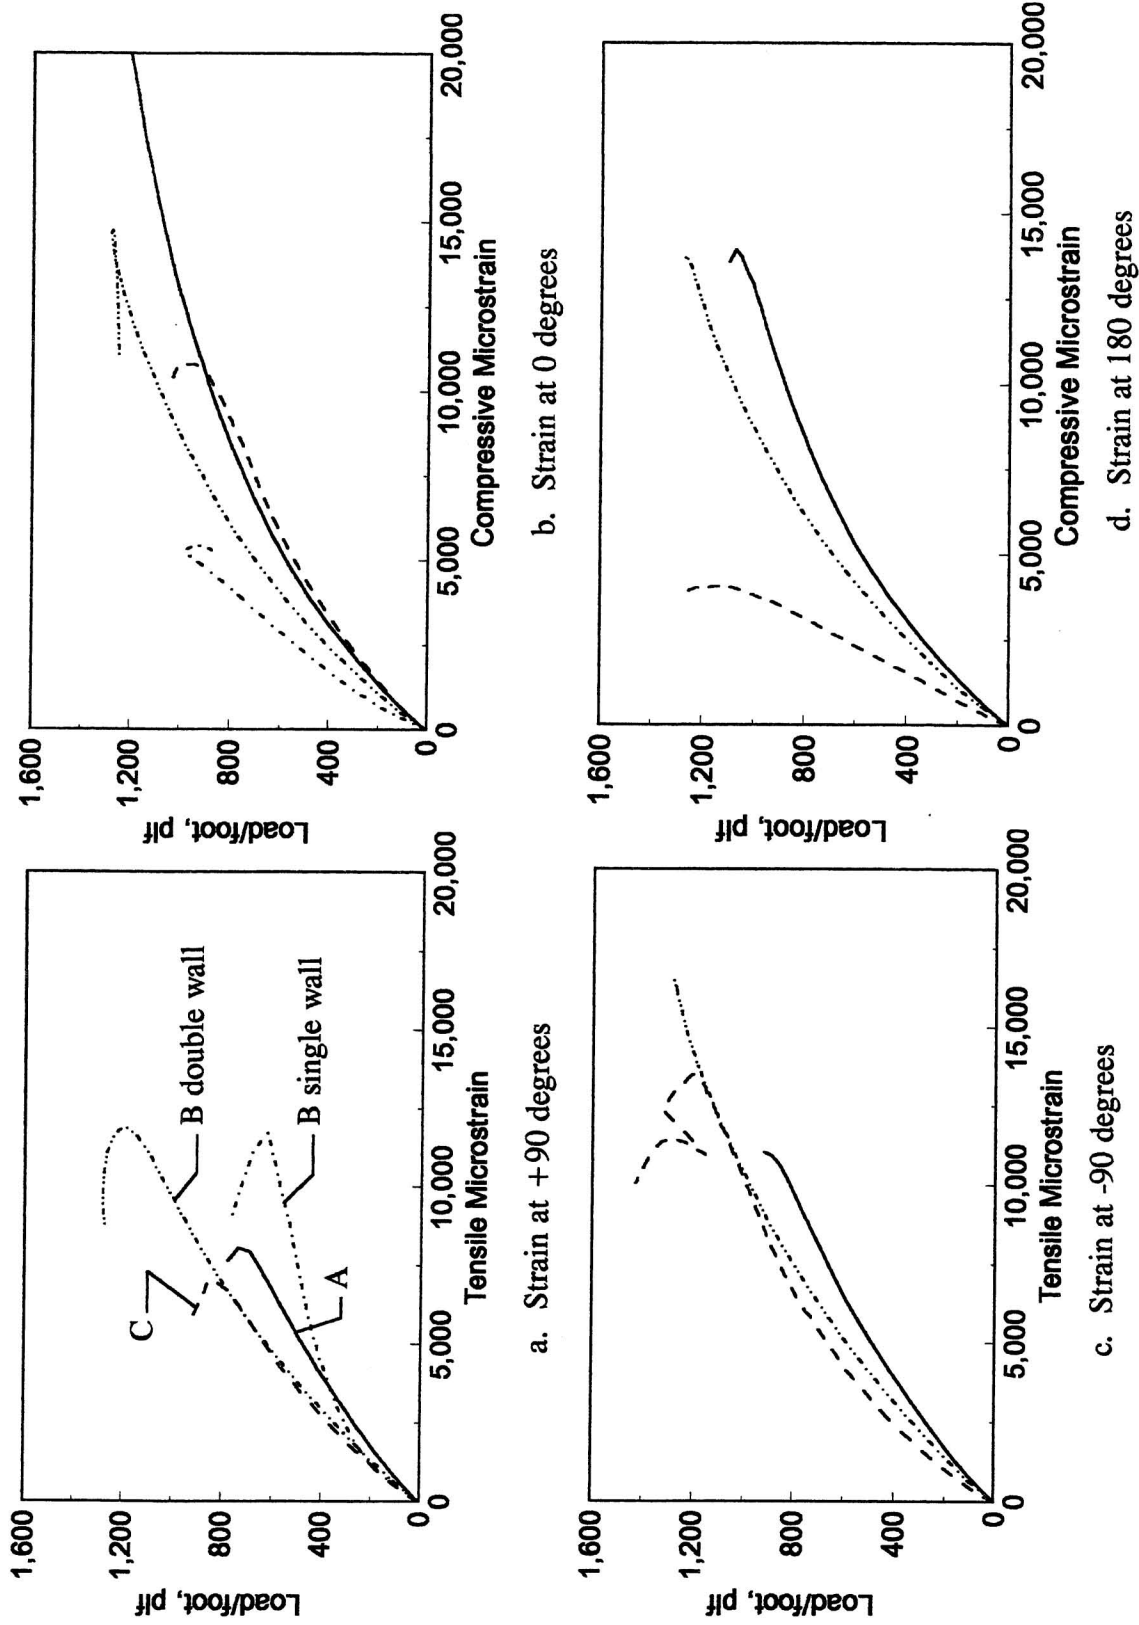 1,600
1,200
800
400
0
Load/foot, plf
C
B double wall
B single wall
A
0
5,000
10,000
15,000
20,000
Tensile Microstrain
a. Strain at +90 degrees
1,600
1,200
800
400
0
Load/foot, plf
0
5,000
10,000
15,000
20,000
Compressive Microstrain
b. Strain at 0 degrees
1,600
1,200
800
400
0
Load/foot, plf
0
5,000
10,000
15,000
20,000
Tensile Microstrain
c. Strain at -90 degrees
1,600
1,200
800
400
0
Load/foot, plf
0
5,000
10,000
15,000
20,000
Compressive Microstrain
d. Strain at 180 degrees